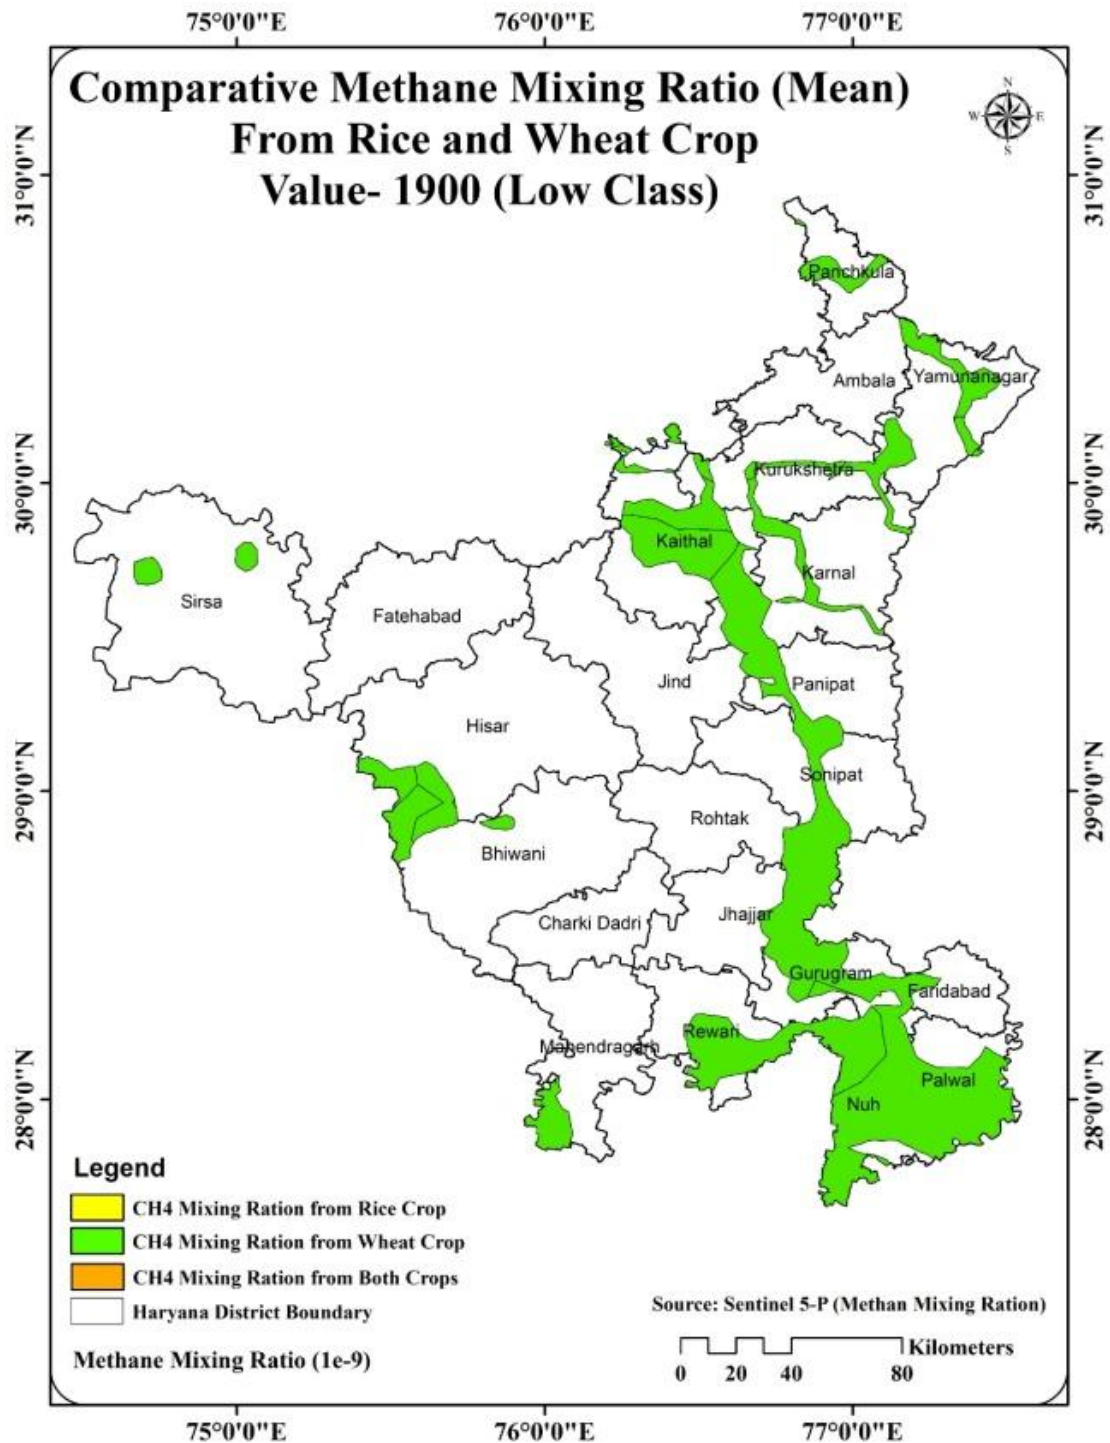 75°0'0"E 76°0'0"E 77°0'0"E
Comparative Methane Mixing Ratio (Mean)
From Rice and Wheat Crop
Value- 1900 (Low Class)
N
W E
S
31°0'0"N 31°0'0"N
Panchkula
Ambala
Yamunanagar
30°0'0"N 30°0'0"N
Kurukshetra
Kaithal
Karnal
Sirsa
Fatehabad
Jind
Panipat
Hisar
29°0'0"N 29°0'0"N
Sonipat
Rohtak
Bhiwani
Jhajjar
Charki Dadri
Gurugram
Faridabad
Rewari
Mahendragarh
28°0'0"N 28°0'0"N
Palwal
Nuh
Legend
CH4 Mixing Ration from Rice Crop
CH4 Mixing Ration from Wheat Crop
CH4 Mixing Ration from Both Crops
Haryana District Boundary
Methane Mixing Ratio (1e-9)
Source: Sentinel 5-P (Methan Mixing Ration)
Kilometers
0 20 40 80
75°0'0"E 76°0'0"E 77°0'0"E